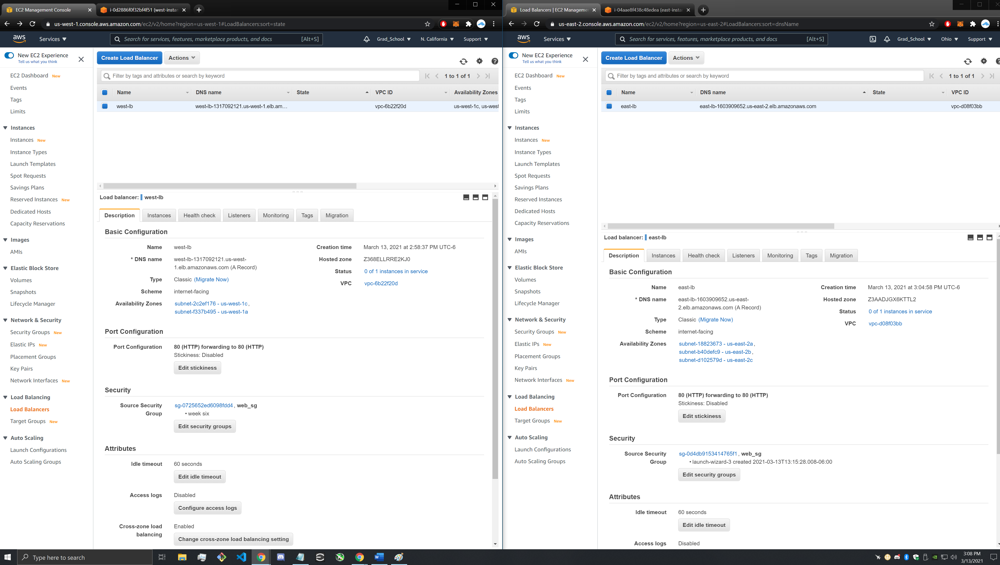 EC2 Management Console
i-0d2886f0f32bf4f51 (west-instan
us-west-1.console.aws.amazon.com/ec2/v2/home?region=us-west-1#LoadBalancers:sort=state
aws
Services
Search for services, features, marketplace products, and docs
[Alt+S]
Grad_School
N. California
Support
New EC2 Experience
Tell us what you think
EC2 Dashboard New
Events
Tags
Limits
Instances
Instances New
Instance Types
Launch Templates
Spot Requests
Savings Plans
Reserved Instances New
Dedicated Hosts
Capacity Reservations
Images
AMIs
Elastic Block Store
Volumes
Snapshots
Lifecycle Manager
Network & Security
Security Groups New
Elastic IPs New
Placement Groups
Key Pairs
Network Interfaces New
Load Balancing
Load Balancers
Target Groups New
Auto Scaling
Launch Configurations
Auto Scaling Groups
Create Load Balancer
Actions
Filter by tags and attributes or search by keyword
1 to 1 of 1
Name DNS name State VPC ID Availability Zones
west-lb west-lb-1317092121.us-west-1.elb.am… vpc-6b22f20d us-west-1c, us-west
Load balancer: west-lb
Description Instances Health check Listeners Monitoring Tags Migration
Basic Configuration
Name west-lb
* DNS name west-lb-1317092121.us-west-
1.elb.amazonaws.com (A Record)
Type Classic (Migrate Now)
Scheme internet-facing
Availability Zones subnet-2c2ef176 - us-west-1c,
subnet-f337b495 - us-west-1a
Creation time March 13, 2021 at 2:58:37 PM UTC-6
Hosted zone Z368ELLRRE2KJ0
Status 0 of 1 instances in service
VPC vpc-6b22f20d
Port Configuration
Port Configuration 80 (HTTP) forwarding to 80 (HTTP)
Stickiness: Disabled
Edit stickiness
Security
Source Security Group sg-0725652ed6098fdd4, web_sg
• week six
Edit security groups
Attributes
Idle timeout 60 seconds
Edit idle timeout
Access logs Disabled
Configure access logs
Cross-zone load balancing Enabled
Change cross-zone load balancing setting
Load Balancers | EC2 Manageme
i-04aae8f438c48edea (east-instan
us-east-2.console.aws.amazon.com/ec2/v2/home?region=us-east-2#LoadBalancers:sort=dnsName
aws
Services
Search for services, features, marketplace products, and docs
[Alt+S]
Grad_School
Ohio
Support
New EC2 Experience
Tell us what you think
EC2 Dashboard New
Events
Tags
Limits
Instances
Instances New
Instance Types
Launch Templates
Spot Requests
Savings Plans
Reserved Instances
Dedicated Hosts
Capacity Reservations
Images
AMIs
Elastic Block Store
Volumes
Snapshots
Lifecycle Manager
Network & Security
Security Groups New
Elastic IPs New
Placement Groups
Key Pairs
Network Interfaces New
Load Balancing
Load Balancers
Target Groups New
Auto Scaling
Launch Configurations
Auto Scaling Groups
Create Load Balancer
Actions
Filter by tags and attributes or search by keyword
1 to 1 of 1
Name DNS name State VPC ID
east-lb east-lb-1603909652.us-east-2.elb.amazonaws.com vpc-d08f03bb
Load balancer: east-lb
Description Instances Health check Listeners Monitoring Tags Migration
Basic Configuration
Name east-lb
* DNS name east-lb-1603909652.us-east-
2.elb.amazonaws.com (A Record)
Type Classic (Migrate Now)
Scheme internet-facing
Availability Zones subnet-18823673 - us-east-2a,
subnet-b40defc9 - us-east-2b,
subnet-d102579d - us-east-2c
Creation time March 13, 2021 at 3:04:58 PM UTC-6
Hosted zone Z3AADJGX6KTTL2
Status 0 of 1 instances in service
VPC vpc-d08f03bb
Port Configuration
Port Configuration 80 (HTTP) forwarding to 80 (HTTP)
Stickiness: Disabled
Edit stickiness
Security
Source Security Group sg-0d4db9153414765f1, web_sg
• launch-wizard-3 created 2021-03-13T13:15:28.008-06:00
Edit security groups
Attributes
Idle timeout 60 seconds
Edit idle timeout
Access logs Disabled
Type here to search
3:08 PM
3/13/2021